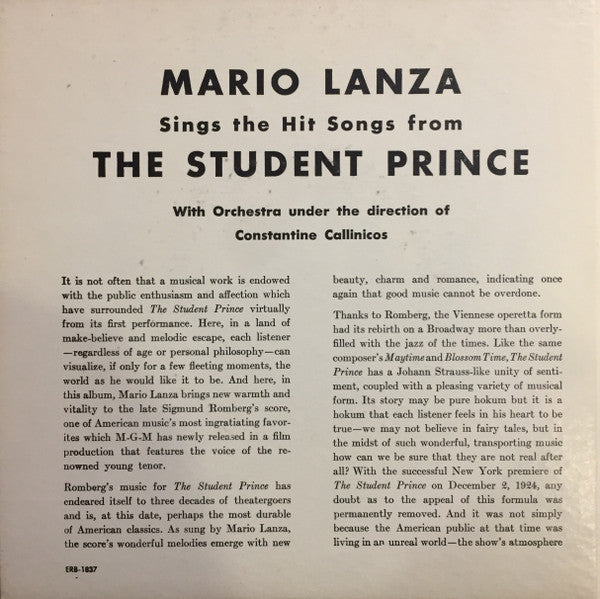 MARIO LANZA
Sings the Hit Songs from
THE STUDENT PRINCE
With Orchestra under the direction of
Constantine Callinicos
It is not often that a musical work is endowed
with the public enthusiasm and affection which
have surrounded The Student Prince virtually
from its first performance. Here, in a land of
make-believe and melodic escape, each listener
—regardless of age or personal philosophy—can
visualize, if only for a few fleeting moments, the
world as he would like it to be. And here, in
this album, Mario Lanza brings new warmth and
vitality to the late Sigmund Romberg's score,
one of American music's most ingratiating favor-
ites which M-G-M has newly released in a film
production that features the voice of the re-
nowned young tenor.
Romberg's music for The Student Prince has
endeared itself to three decades of theatergoers
and is, at this date, perhaps the most durable
of American classics. As sung by Mario Lanza,
the score's wonderful melodies emerge with new
beauty, charm and romance, indicating once
again that good music cannot be overdone.
Thanks to Romberg, the Viennese operetta form
had its rebirth on a Broadway more than overly-
filled with the jazz of the times. Like the same
composer's Maytime and Blossom Time, The Student
Prince has a Johann Strauss-like unity of senti-
ment, coupled with a pleasing variety of musical
form. Its story may be pure hokum but it is a
hokum that each listener feels in his heart to be
true—we may not believe in fairy tales, but in
the midst of such wonderful, transporting music
how can we be sure that they are not real after
all? With the successful New York premiere of
The Student Prince on December 2, 1924, any
doubt as to the appeal of this formula was
permanently removed. And it was not simply
because the American public at that time was
living in an unreal world—the show's atmosphere
ERB-1837